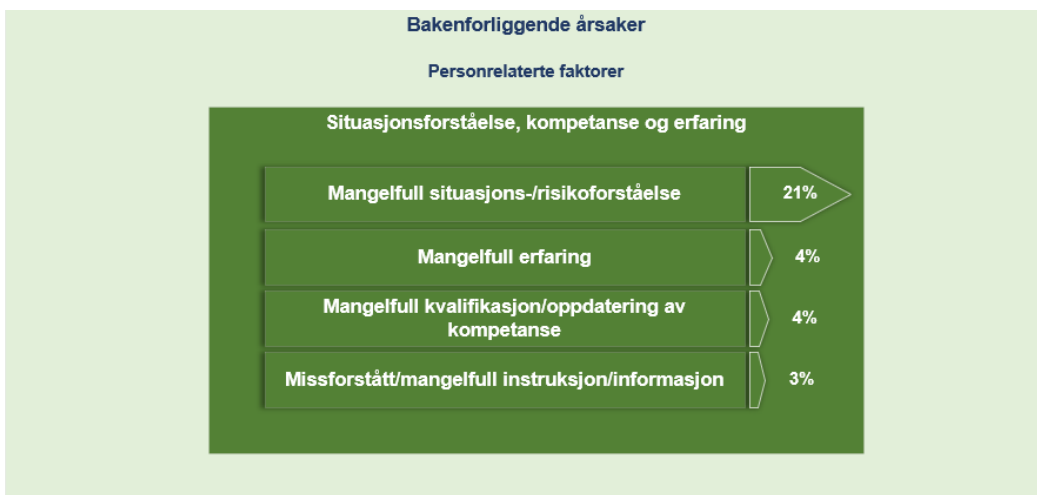 Bakenforliggende årsaker
Personrelaterte faktorer
Situasjonsforståelse, kompetanse og erfaring
Mangelfull situasjons-/risikoforståelse
21%
Mangelfull erfaring
4%
Mangelfull kvalifikasjon/oppdatering av
kompetanse
4%
Missforstått/mangelfull instruksjon/informasjon
3%